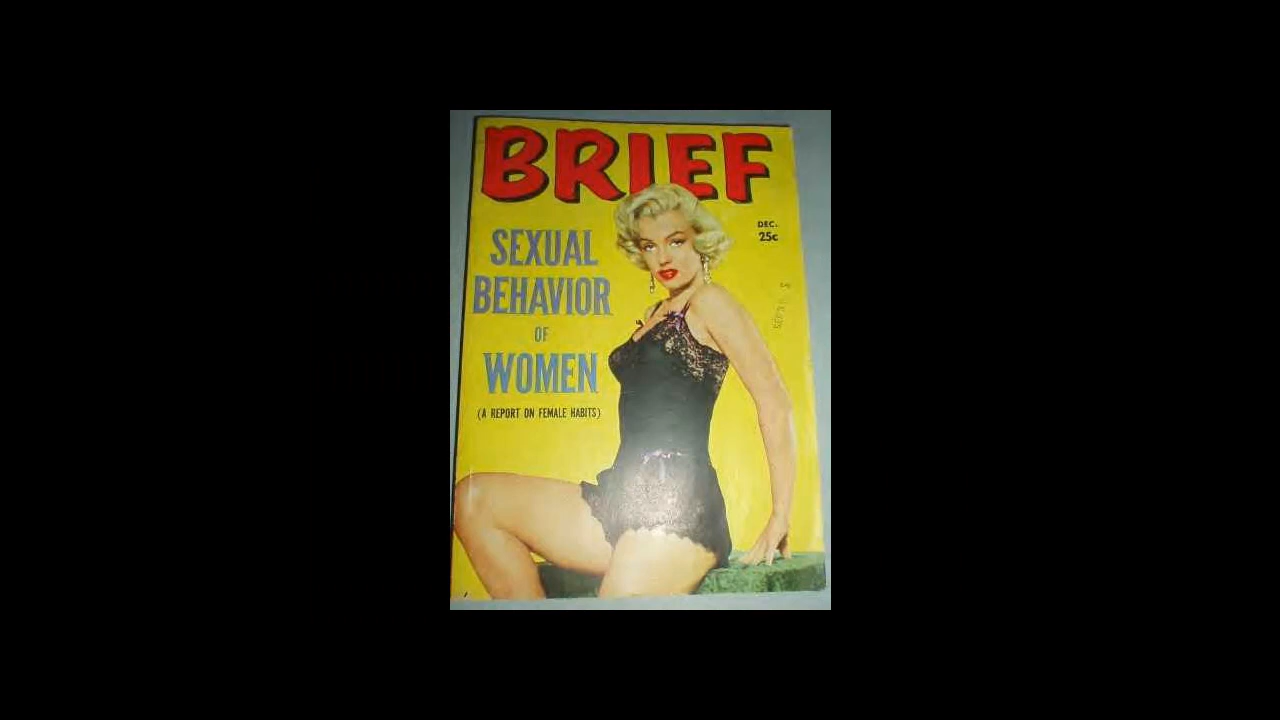 BRIEF
DEC.
25c
SEXUAL
BEHAVIOR
OF
WOMEN
(A REPORT ON FEMALE HABITS)